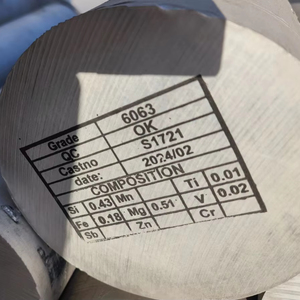 Grade 6063
QC OK
Castno S1721
date: 2024/02
COMPOSITION
Si 0.43 Mn Ti 0.01
Fe 0.18 Mg 0.51 V 0.02
Sb Zn Cr